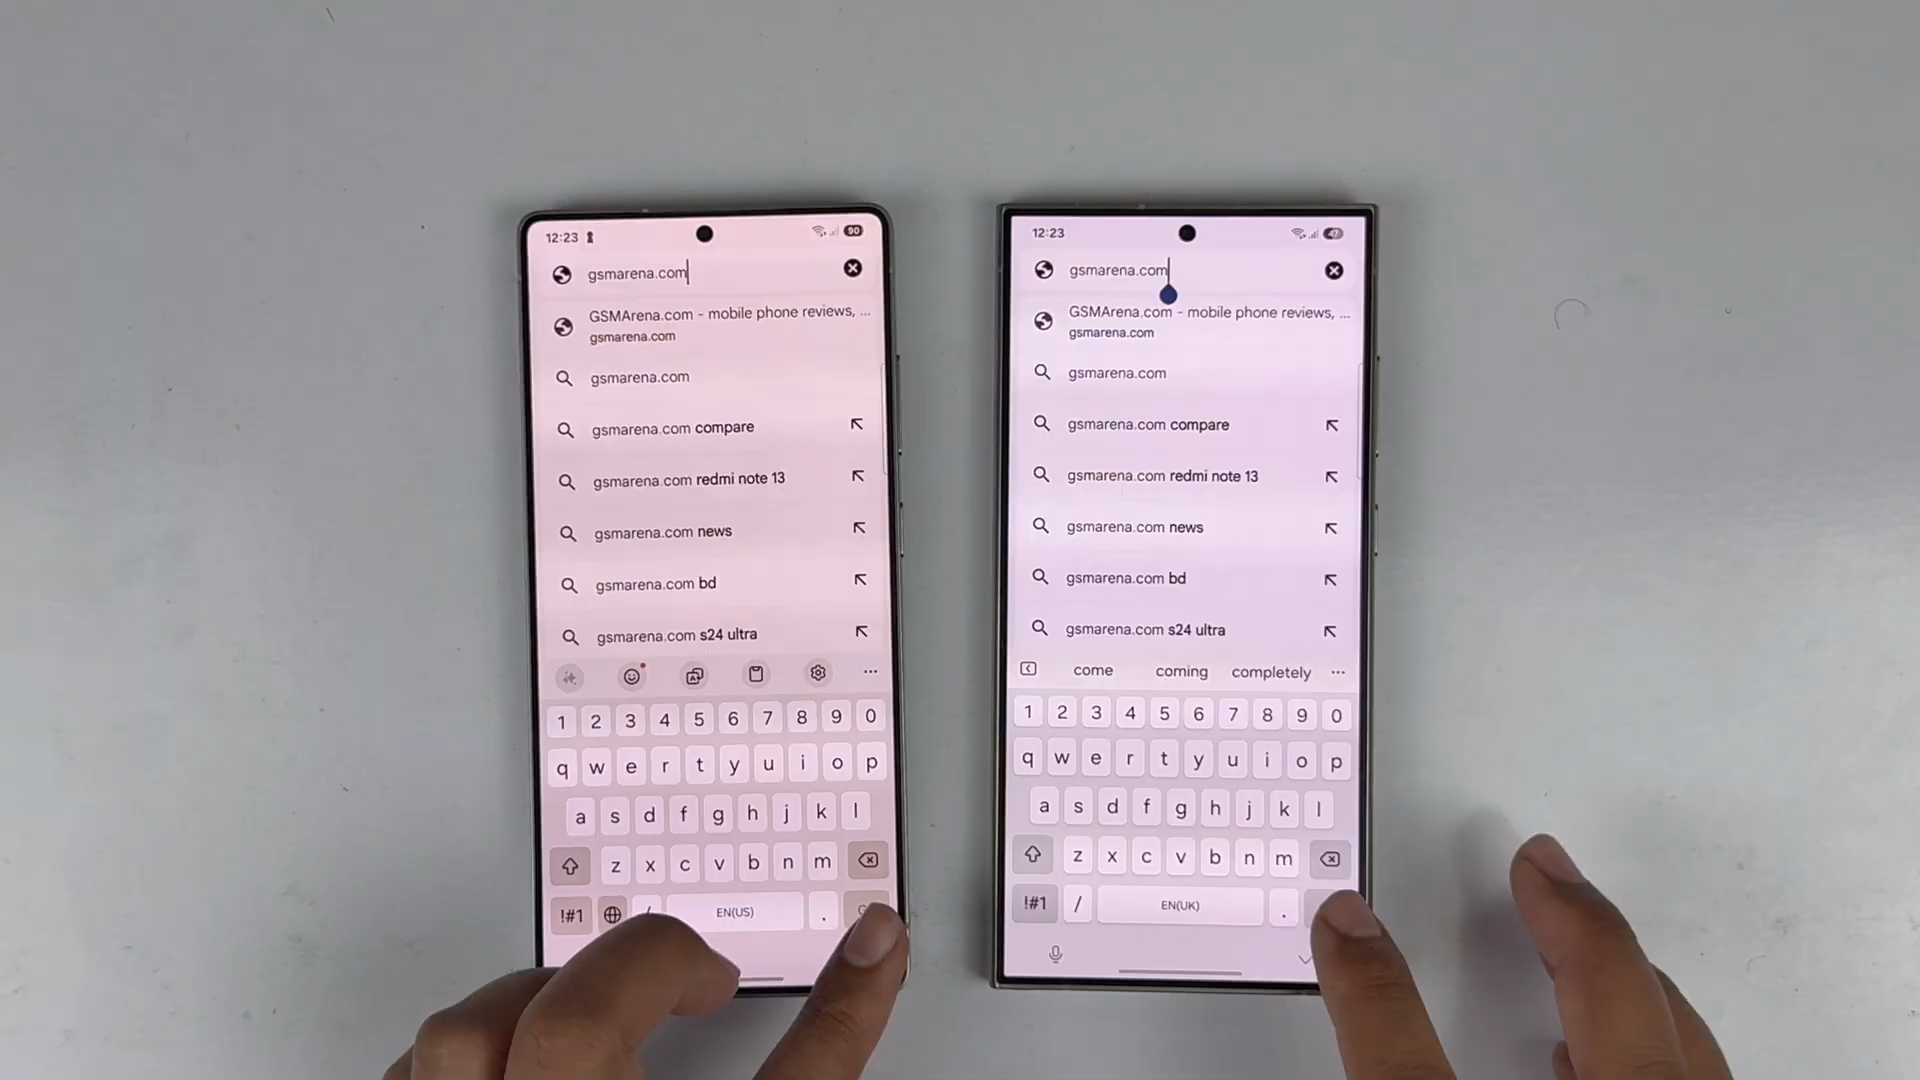 12:23
90
gsmarena.com
GSMArena.com - mobile phone reviews, ...
gsmarena.com
gsmarena.com
gsmarena.com compare
gsmarena.com redmi note 13
gsmarena.com news
gsmarena.com bd
gsmarena.com s24 ultra
1 2 3 4 5 6 7 8 9 0
q w e r t y u i o p
a s d f g h j k l
z x c v b n m
!#1 / EN(US) .
12:23
47
gsmarena.com
GSMArena.com - mobile phone reviews, ...
gsmarena.com
gsmarena.com
gsmarena.com compare
gsmarena.com redmi note 13
gsmarena.com news
gsmarena.com bd
gsmarena.com s24 ultra
come coming completely ...
1 2 3 4 5 6 7 8 9 0
q w e r t y u i o p
a s d f g h j k l
z x c v b n m
!#1 / EN(UK) .